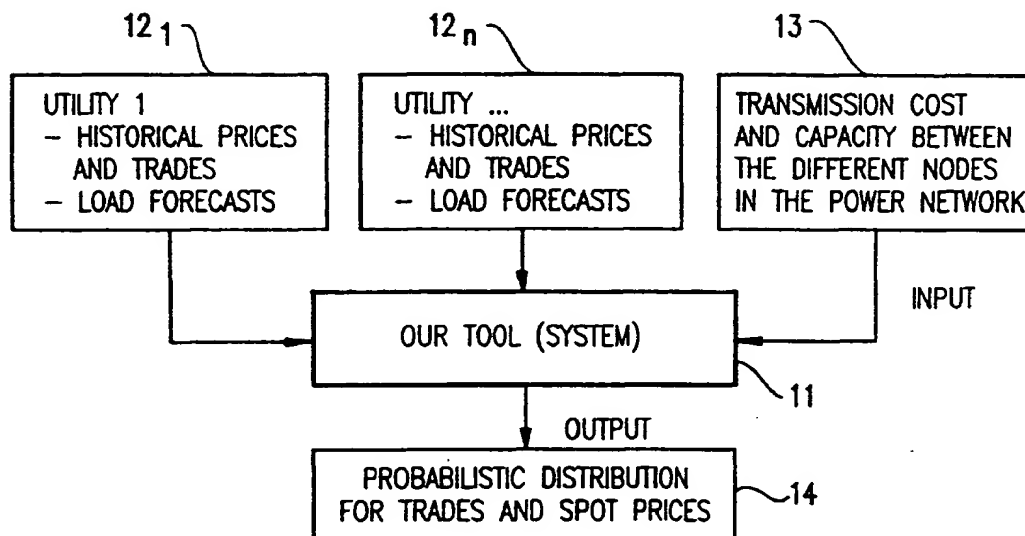 12 1
12 n
13
UTILITY 1
– HISTORICAL PRICES
AND TRADES
– LOAD FORECASTS
UTILITY ...
– HISTORICAL PRICES
AND TRADES
– LOAD FORECASTS
TRANSMISSION COST
AND CAPACITY BETWEEN
THE DIFFERENT NODES
IN THE POWER NETWORK
INPUT
OUR TOOL (SYSTEM)
11
OUTPUT
PROBABILISTIC DISTRIBUTION
FOR TRADES AND SPOT PRICES
14